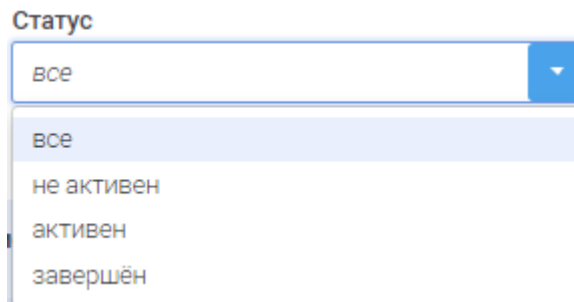 Статус
все
все
не активен
активен
завершён